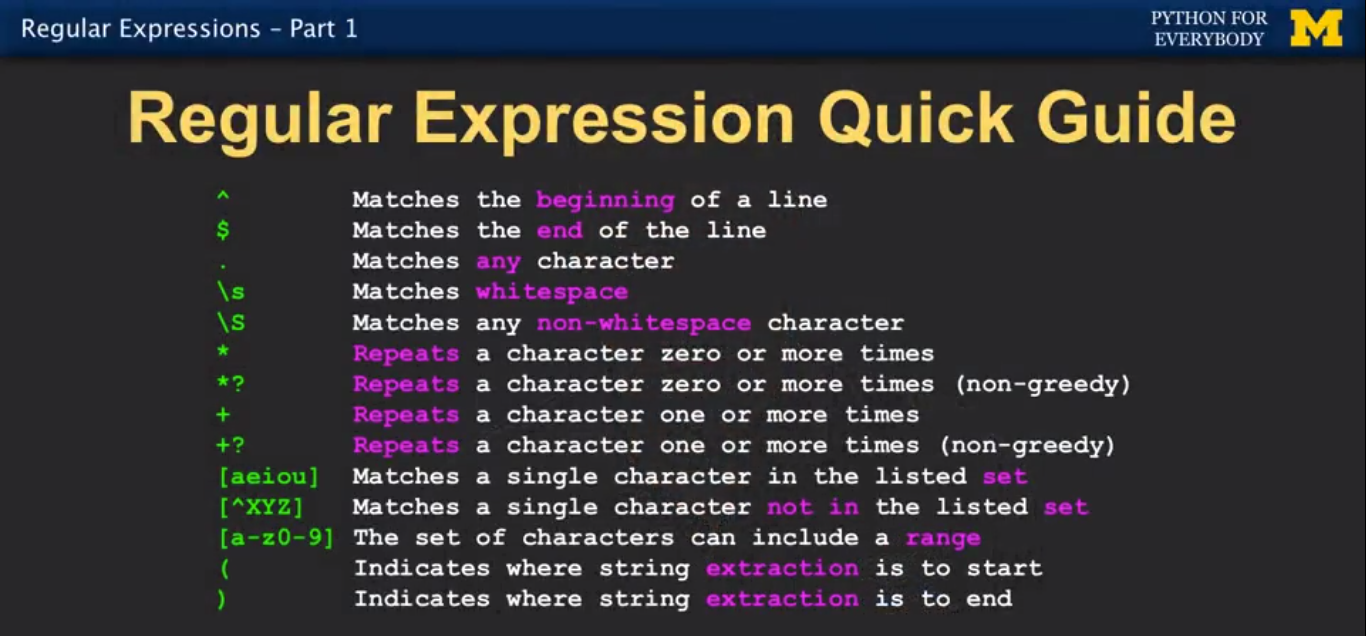 Regular Expressions – Part 1
PYTHON FOR
EVERYBODY
M
Regular Expression Quick Guide
^ Matches the beginning of a line
$ Matches the end of the line
. Matches any character
\s Matches whitespace
\S Matches any non-whitespace character
* Repeats a character zero or more times
*? Repeats a character zero or more times (non-greedy)
+ Repeats a character one or more times
+? Repeats a character one or more times (non-greedy)
[aeiou] Matches a single character in the listed set
[^XYZ] Matches a single character not in the listed set
[a-z0-9] The set of characters can include a range
( Indicates where string extraction is to start
) Indicates where string extraction is to end